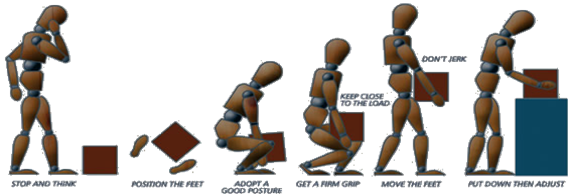 DON'T JERK
KEEP CLOSE
TO THE LOAD
STOP AND THINK
POSITION THE FEET
ADOPT A
GOOD POSTURE
GET A FIRM GRIP
MOVE THE FEET
PUT DOWN THEN ADJUST